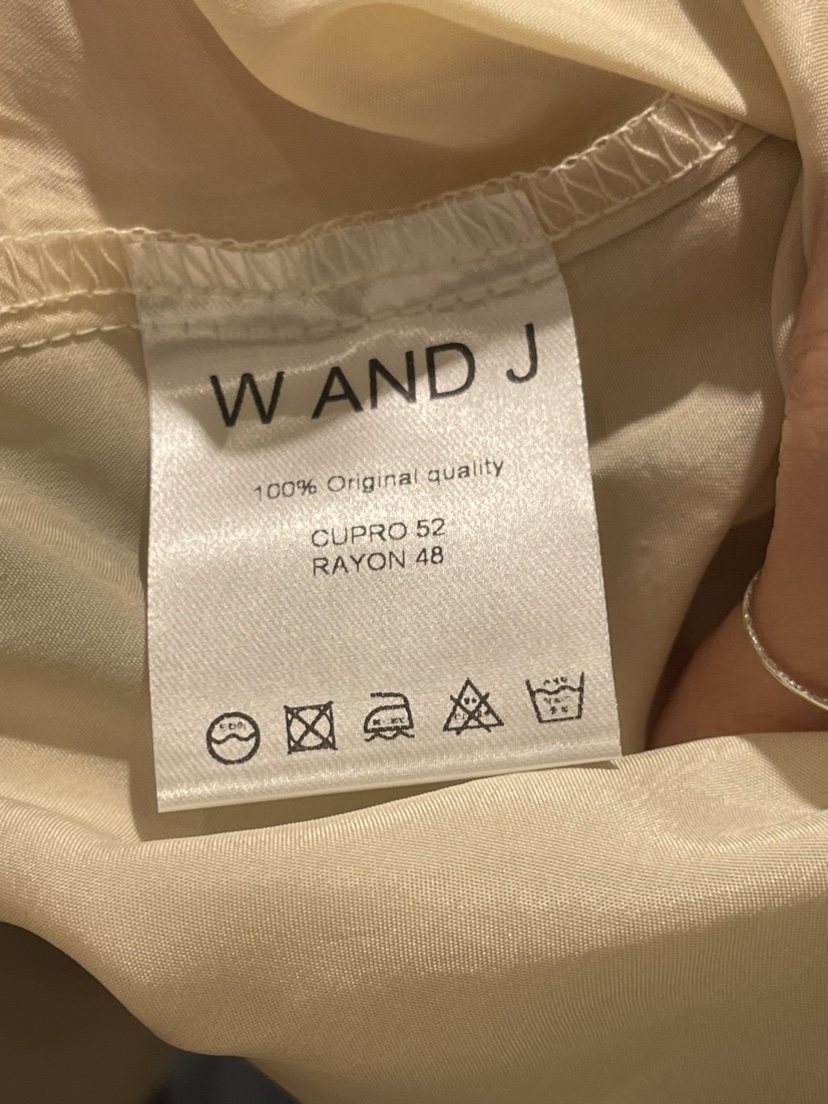 W AND J
100% Original quality
CUPRO 52
RAYON 48